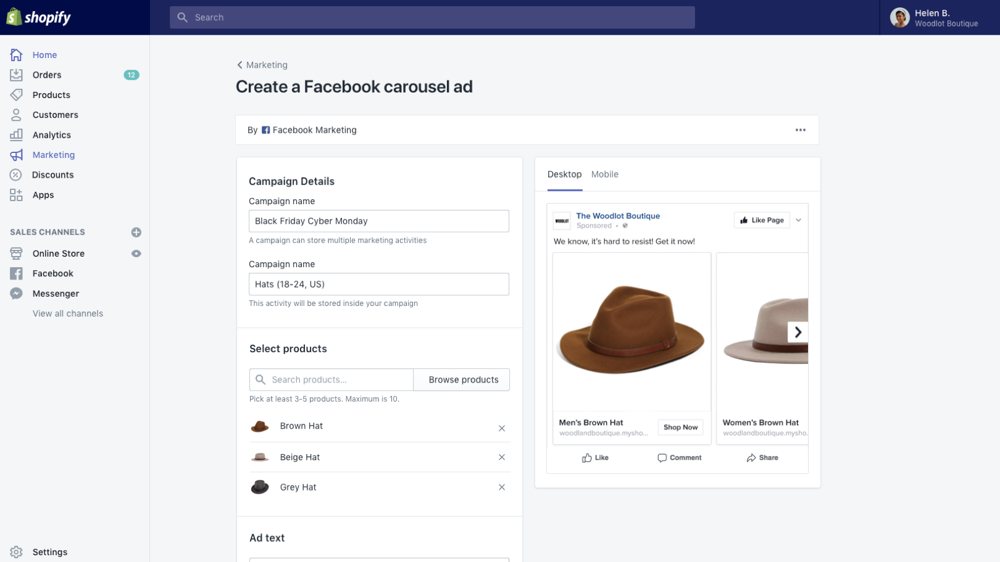 shopify
Search
Helen B.
Woodlot Boutique
Home
Orders
12
Products
Customers
Analytics
Marketing
Discounts
Apps
SALES CHANNELS
Online Store
Facebook
Messenger
View all channels
Settings
Marketing
Create a Facebook carousel ad
By Facebook Marketing
Campaign Details
Campaign name
Black Friday Cyber Monday
A campaign can store multiple marketing activities
Campaign name
Hats (18-24, US)
This activity will be stored inside your campaign
Select products
Search products...
Browse products
Pick at least 3-5 products. Maximum is 10.
Brown Hat
Beige Hat
Grey Hat
Ad text
Desktop Mobile
WOODLOT
The Woodlot Boutique
Sponsored •
Like Page
We know, it's hard to resist! Get it now!
Men's Brown Hat
woodlandboutique.mysho...
Shop Now
Women's Brown Hat
woodlandboutique.mysho.
Like
Comment
Share